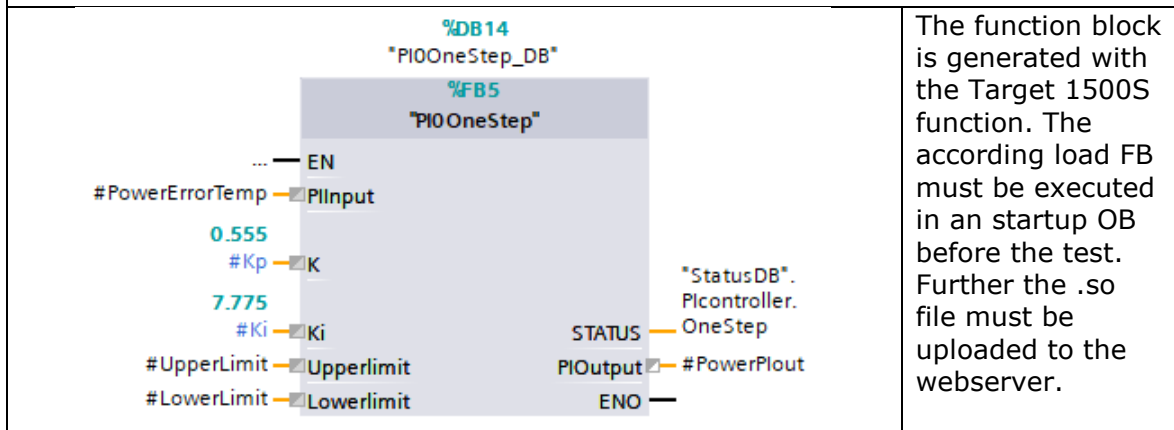 %DB14
"PI0OneStep_DB"
%FB5
"PI0OneStep"
... EN
#PowerErrorTemp PIInput
0.555
#Kp K
7.775
#Ki Ki
#UpperLimit Upperlimit
#LowerLimit Lowerlimit
"StatusDB".
PIcontroller.
STATUS OneStep
PIOutput #PowerPIout
ENO
The function block
is generated with
the Target 1500S
function. The
according load FB
must be executed
in an startup OB
before the test.
Further the .so
file must be
uploaded to the
webserver.